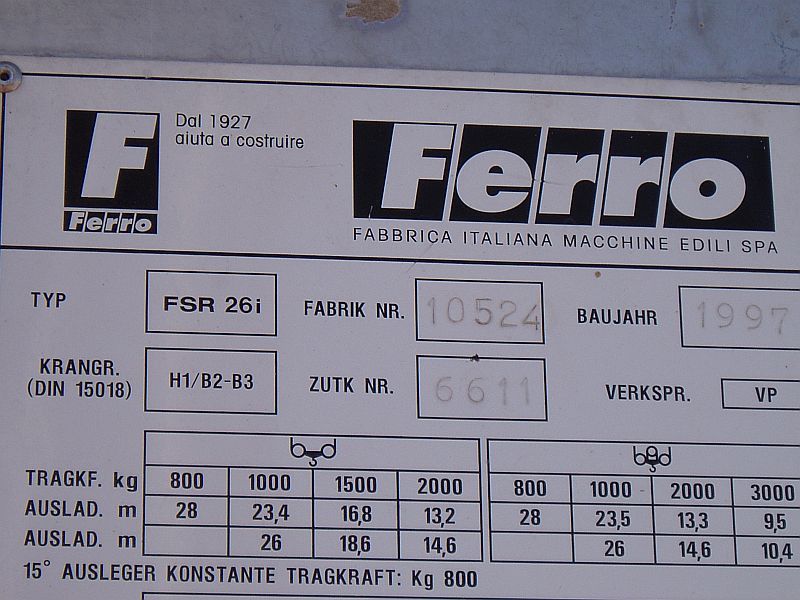 F
Ferro
Dal 1927
aiuta a costruire
Ferro
FABBRICA ITALIANA MACCHINE EDILI SPA
TYP FSR 26i FABRIK NR. 10524 BAUJAHR 1997
KRANGR.
(DIN 15018) H1/B2-B3 ZUTK NR. 6611 VERKSPR. VP
TRAGKF. kg 800 1000 1500 2000 800 1000 2000 3000
AUSLAD. m 28 23,4 16,8 13,2 28 23,5 13,3 9,5
AUSLAD. m 26 18,6 14,6 26 14,6 10,4
15° AUSLEGER KONSTANTE TRAGKRAFT: Kg 800